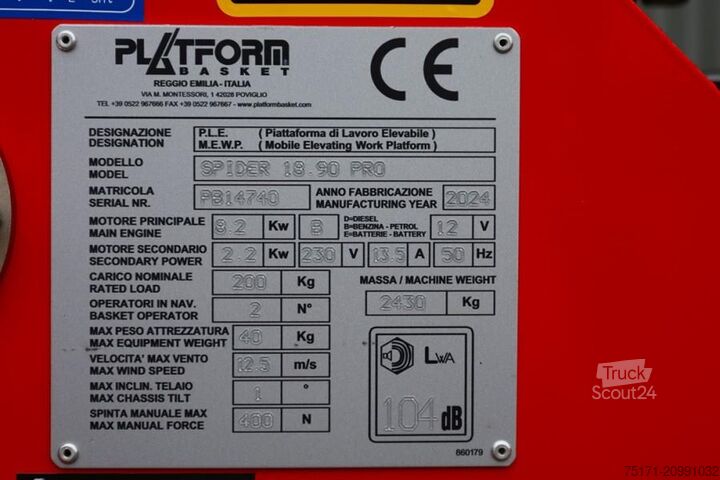 PLATFORM
BASKET
REGGIO EMILIA - ITALIA
VIA M. MONTESSORI, 1 42028 POVIGLIO
TEL +39 0522 967666 FAX +39 0522 967667 - www.platformbasket.com
CE
DESIGNAZIONE P.L.E. ( Piattaforma di Lavoro Elevabile )
DESIGNATION M.E.W.P. ( Mobile Elevating Work Platform )
MODELLO
MODEL
SPIDER 18.90 PRO
MATRICOLA
SERIAL NR.
PB14740
ANNO FABBRICAZIONE
MANUFACTURING YEAR
2024
MOTORE PRINCIPALE
MAIN ENGINE
8.2 Kw B
D=DIESEL
B=BENZINA - PETROL
E=BATTERIE - BATTERY
12 V
MOTORE SECONDARIO
SECONDARY POWER
2.2 Kw 230 V 13.5 A 50 Hz
CARICO NOMINALE
RATED LOAD
200 Kg
MASSA / MACHINE WEIGHT
2430 Kg
OPERATORI IN NAV.
BASKET OPERATOR
2 N°
MAX PESO ATTREZZATURA
MAX EQUIPMENT WEIGHT
40 Kg
VELOCITA' MAX VENTO
MAX WIND SPEED
12.5 m/s
MAX INCLIN. TELAIO
MAX CHASSIS TILT
1 °
SPINTA MANUALE MAX
MAX MANUAL FORCE
400 N
LWA
104 dB
860179
Truck
Scout24
75171-20991032